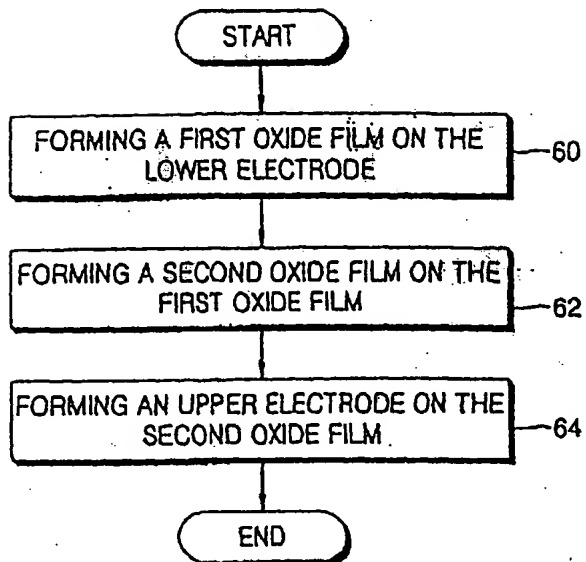 START
FORMING A FIRST OXIDE FILM ON THE
LOWER ELECTRODE
60
FORMING A SECOND OXIDE FILM ON THE
FIRST OXIDE FILM
62
FORMING AN UPPER ELECTRODE ON THE
SECOND OXIDE FILM
64
END